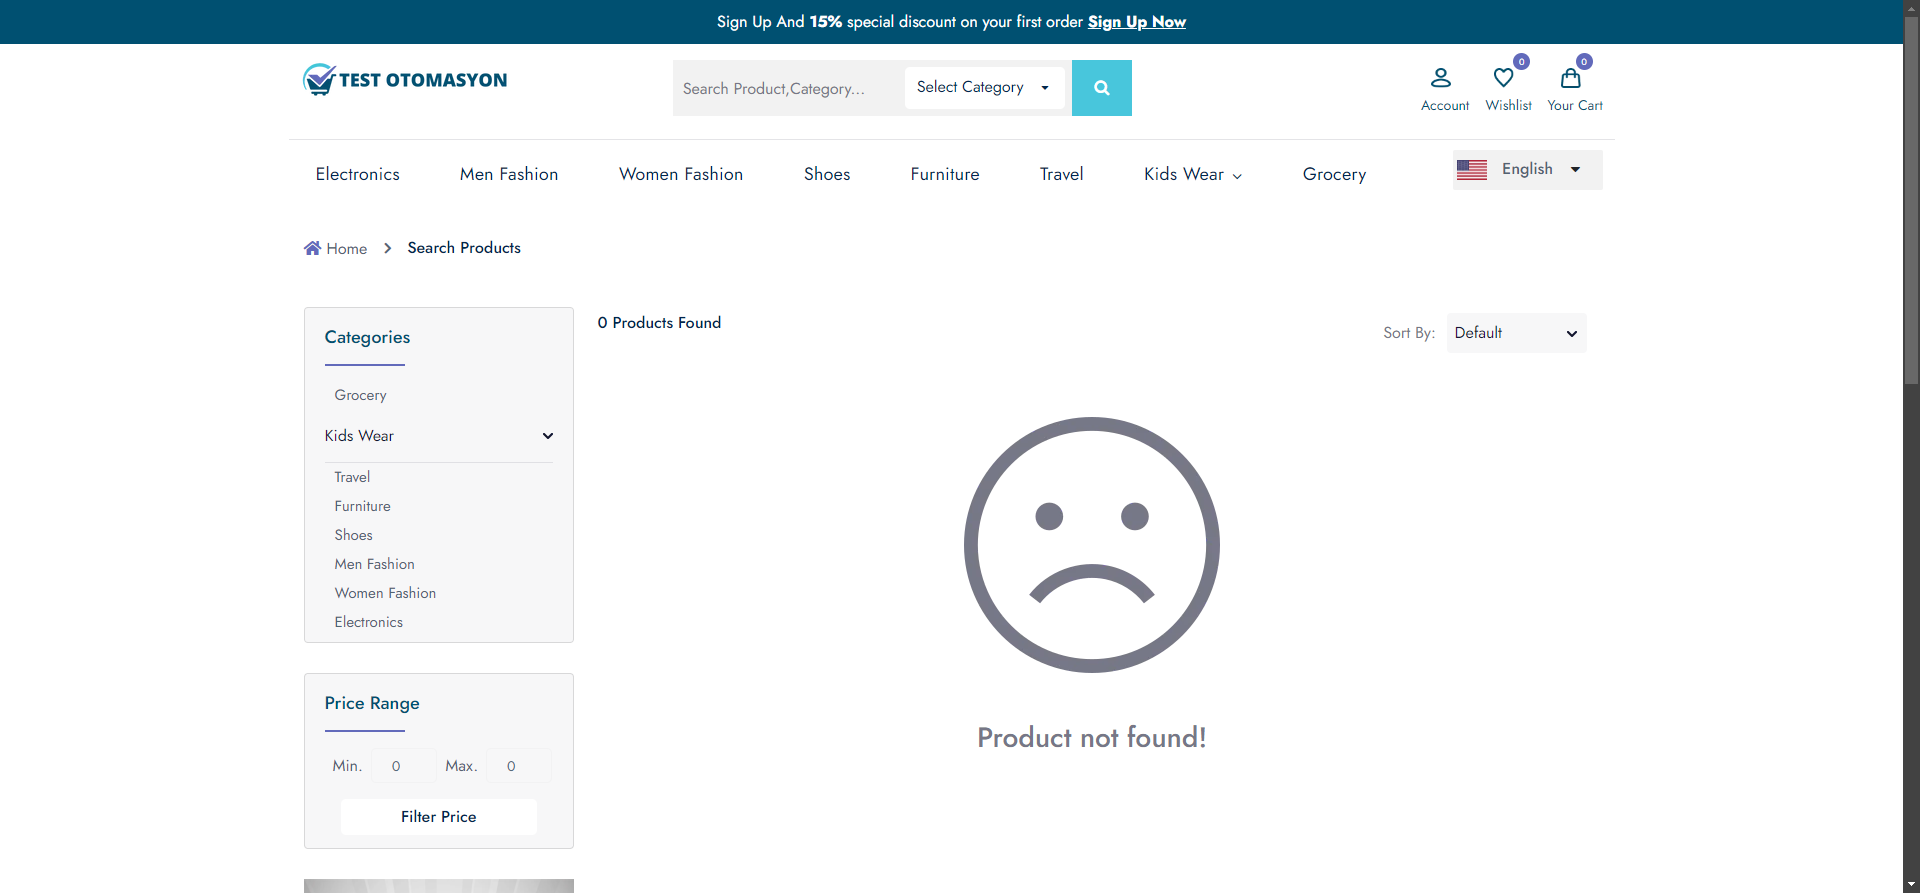 Sign Up And 15% special discount on your first order Sign Up Now
TEST OTOMASYON
Search Product,Category...
Select Category
0
0
Account
Wishlist
Your Cart
Electronics
Men Fashion
Women Fashion
Shoes
Furniture
Travel
Kids Wear
Grocery
English
Home
Search Products
Categories
Grocery
Kids Wear
Travel
Furniture
Shoes
Men Fashion
Women Fashion
Electronics
0 Products Found
Sort By:
Default
Product not found!
Price Range
Min.
0
Max.
0
Filter Price